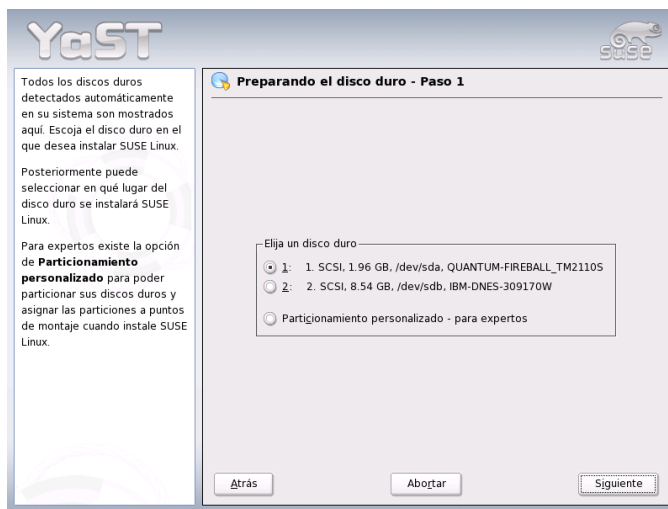 YaST
SUSE
Todos los discos duros
detectados automáticamente
en su sistema son mostrados
aquí. Escoja el disco duro en el
que desea instalar SUSE Linux.
Posteriormente puede
seleccionar en qué lugar del
disco duro se instalará SUSE
Linux.
Para expertos existe la opción
de Particionamiento
personalizado para poder
particionar sus discos duros y
asignar las particiones a puntos
de montaje cuando instale SUSE
Linux.
Preparando el disco duro - Paso 1
Elija un disco duro
1: 1. SCSI, 1.96 GB, /dev/sda, QUANTUM-FIREBALL_TM2110S
2: 2. SCSI, 8.54 GB, /dev/sdb, IBM-DNES-309170W
Particionamiento personalizado - para expertos
Atrás
Abortar
Siguiente